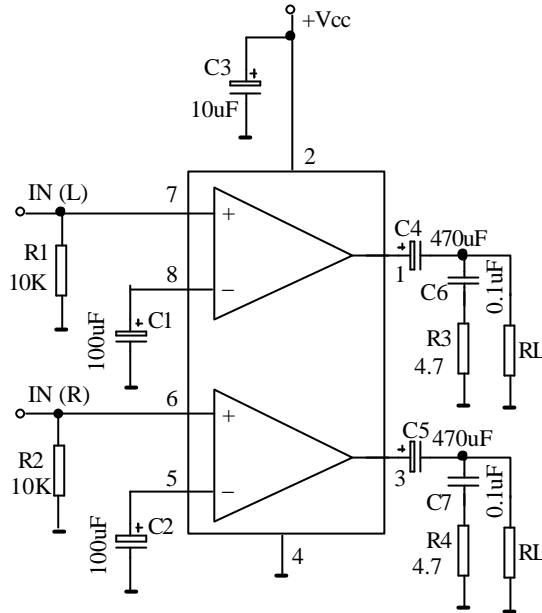 +Vcc
C3
+
10uF
2
IN (L)
7
+
R1
10K
8
−
+
C1
100uF
C4
+
470uF
1
C6
0.1uF
R3
4.7
RL
IN (R)
6
+
R2
10K
5
−
+
C2
100uF
C5
+
470uF
3
C7
0.1uF
R4
4.7
RL
4